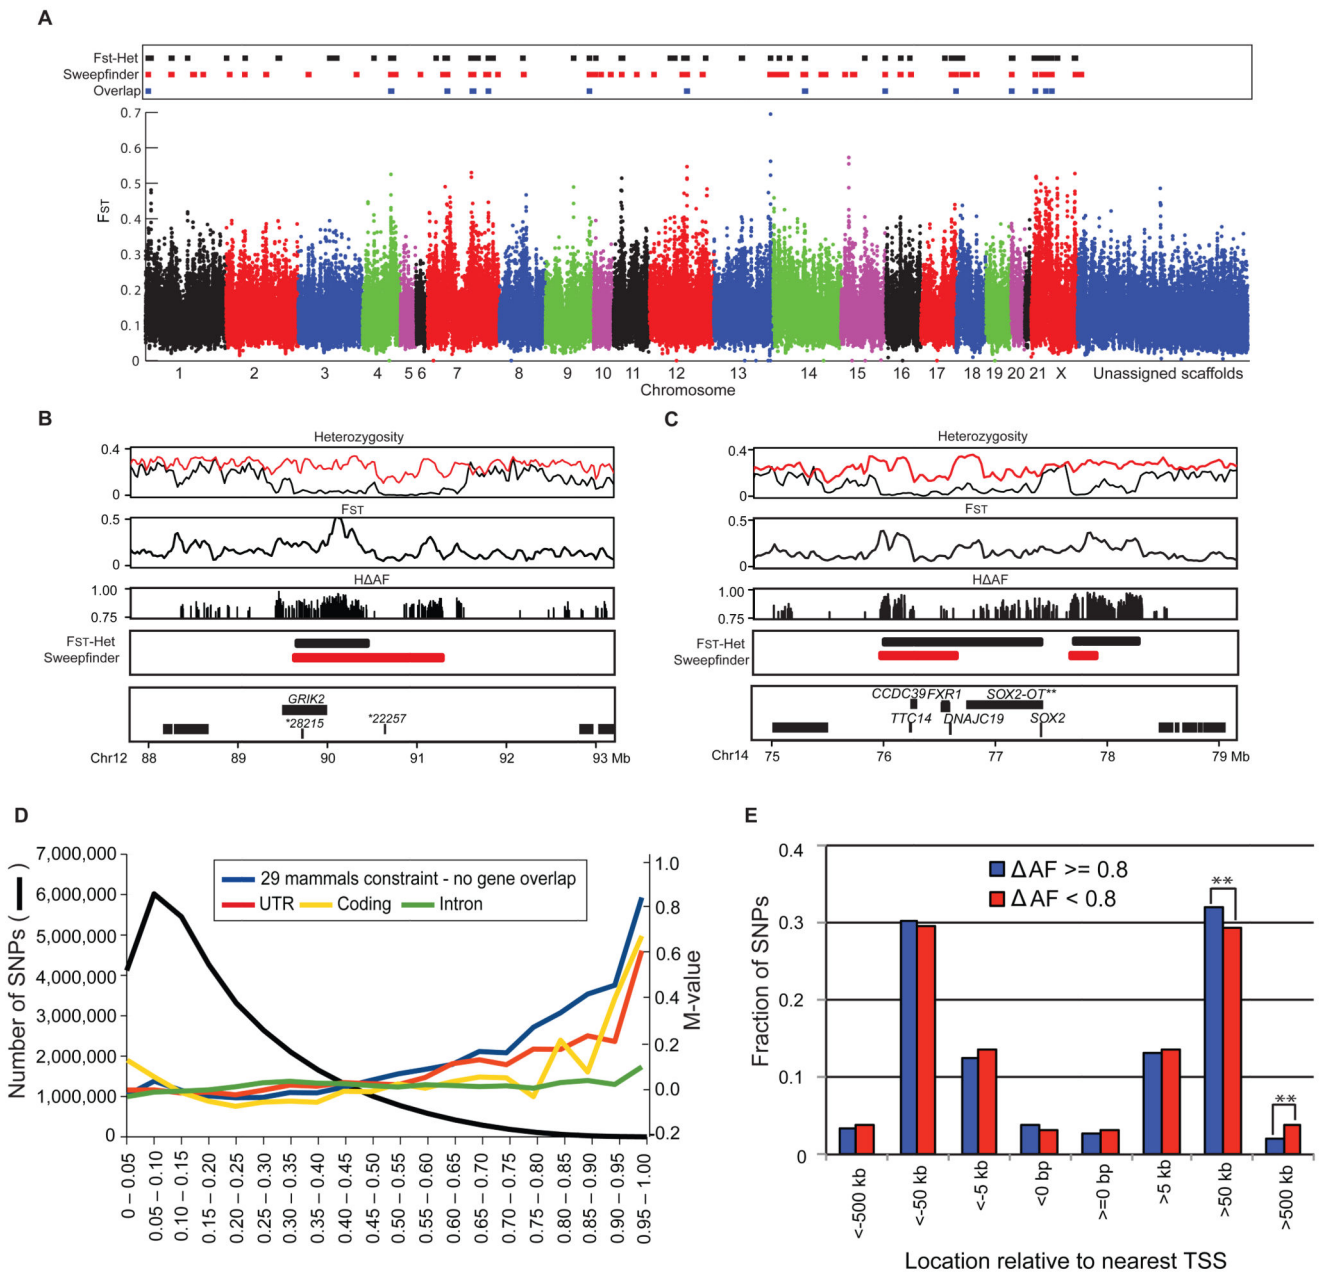 A
Fst-Het
Sweepfinder
Overlap
0.7
0.6
0.5
0.4
0.3
0.2
0.1
0
FST
1 2 3 4 5 6 7 8 9 10 11 12 13 14 15 16 17 18 19 20 21 X Unassigned scaffolds
Chromosome
B
Heterozygosity
0.4
0
FST
0.5
0
HΔAF
1.00
0.75
FST-Het
Sweepfinder
GRIK2
*28215
*22257
Chr12 88 89 90 91 92 93 Mb
C
Heterozygosity
0.4
0
FST
0.5
0
HΔAF
1.00
0.75
FST-Het
Sweepfinder
CCDC39 FXR1 SOX2-OT**
TTC14 DNAJC19 SOX2
Chr14 75 76 77 78 79 Mb
D
Number of SNPs ( )
7,000,000
6,000,000
5,000,000
4,000,000
3,000,000
2,000,000
1,000,000
0
29 mammals constraint - no gene overlap
UTR Coding Intron
1.0
0.8
0.6
0.4
0.2
0.0
-0.2
M-value
0 – 0.05
0.05 – 0.10
0.10 – 0.15
0.15 – 0.20
0.20 – 0.25
0.25 – 0.30
0.30 – 0.35
0.35 – 0.40
0.40 – 0.45
0.45 – 0.50
0.50 – 0.55
0.55 – 0.60
0.60 – 0.65
0.65 – 0.70
0.70 – 0.75
0.75 – 0.80
0.80 – 0.85
0.85 – 0.90
0.90 – 0.95
0.95 – 1.00
E
Fraction of SNPs
0.4
0.3
0.2
0.1
0
Δ AF >= 0.8
Δ AF < 0.8
**
**
<-500 kb
<-50 kb
<-5 kb
<0 bp
>=0 bp
>5 kb
>50 kb
>500 kb
Location relative to nearest TSS